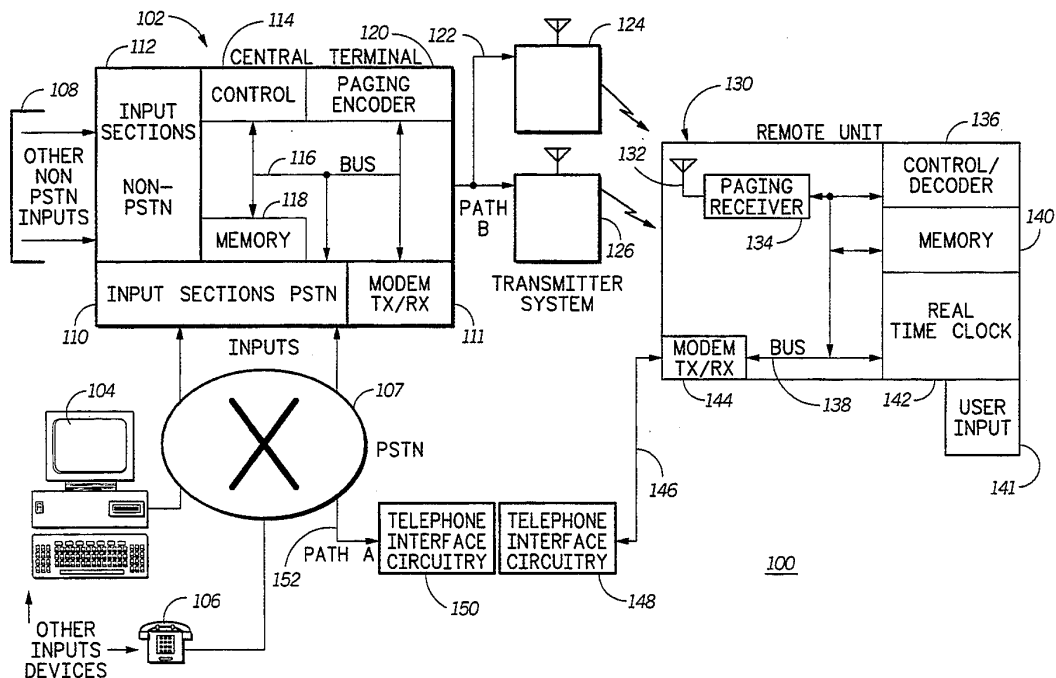 102
112
114
120
122
124
CENTRAL TERMINAL
108
INPUT
SECTIONS
NON-
PSTN
CONTROL
PAGING
ENCODER
OTHER
NON
PSTN
INPUTS
116
BUS
118
MEMORY
PATH
B
126
TRANSMITTER
SYSTEM
INPUT SECTIONS PSTN
MODEM
TX/RX
110
111
INPUTS
130
REMOTE UNIT
136
132
PAGING
RECEIVER
134
CONTROL/
DECODER
140
MEMORY
REAL
TIME CLOCK
MODEM
TX/RX
BUS
144
138
142
USER
INPUT
141
104
107
PSTN
146
PATH A
152
TELEPHONE
INTERFACE
CIRCUITRY
150
TELEPHONE
INTERFACE
CIRCUITRY
148
100
106
OTHER
INPUTS
DEVICES